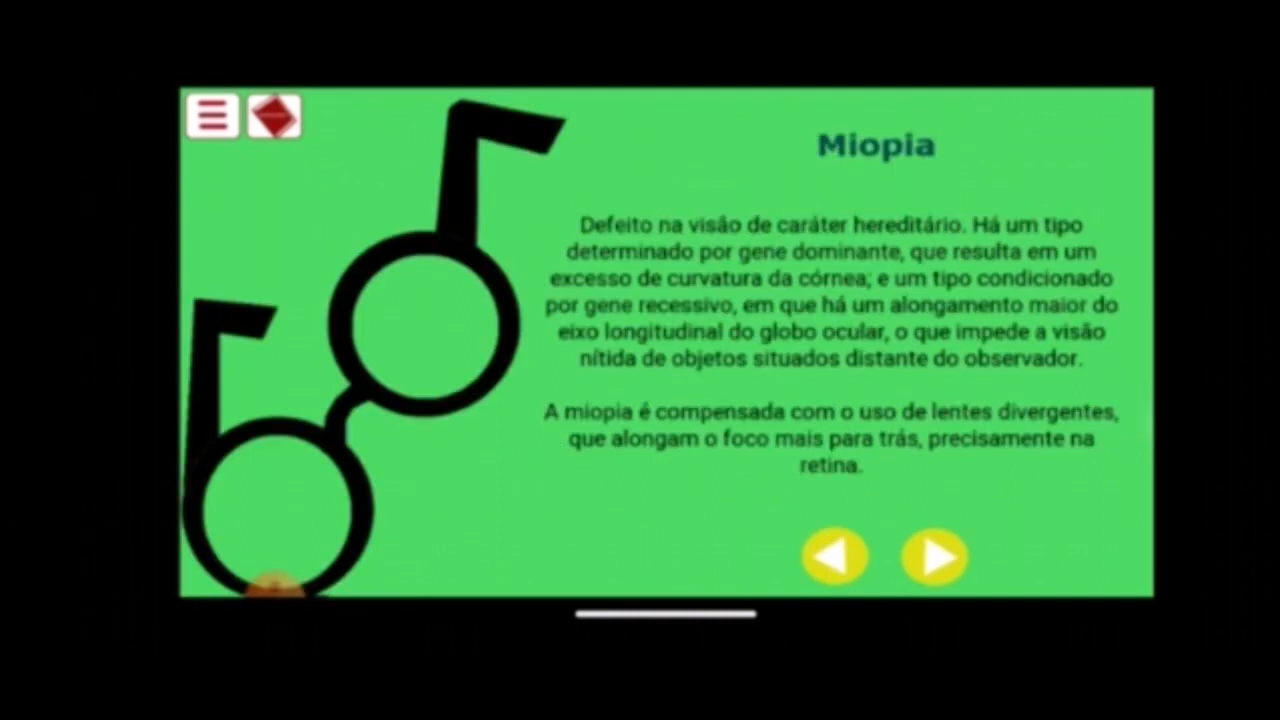 Miopia
Defeito na visão de caráter hereditário. Há um tipo
determinado por gene dominante, que resulta em um
excesso de curvatura da córnea; e um tipo condicionado
por gene recessivo, em que há um alongamento maior do
eixo longitudinal do globo ocular, o que impede a visão
nítida de objetos situados distante do observador.
A miopia é compensada com o uso de lentes divergentes,
que alongam o foco mais para trás, precisamente na
retina.